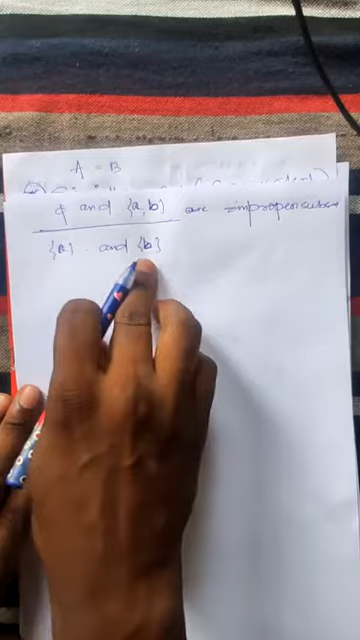 A = B
φ and {a, b} are improper subset
{a} . and {b}